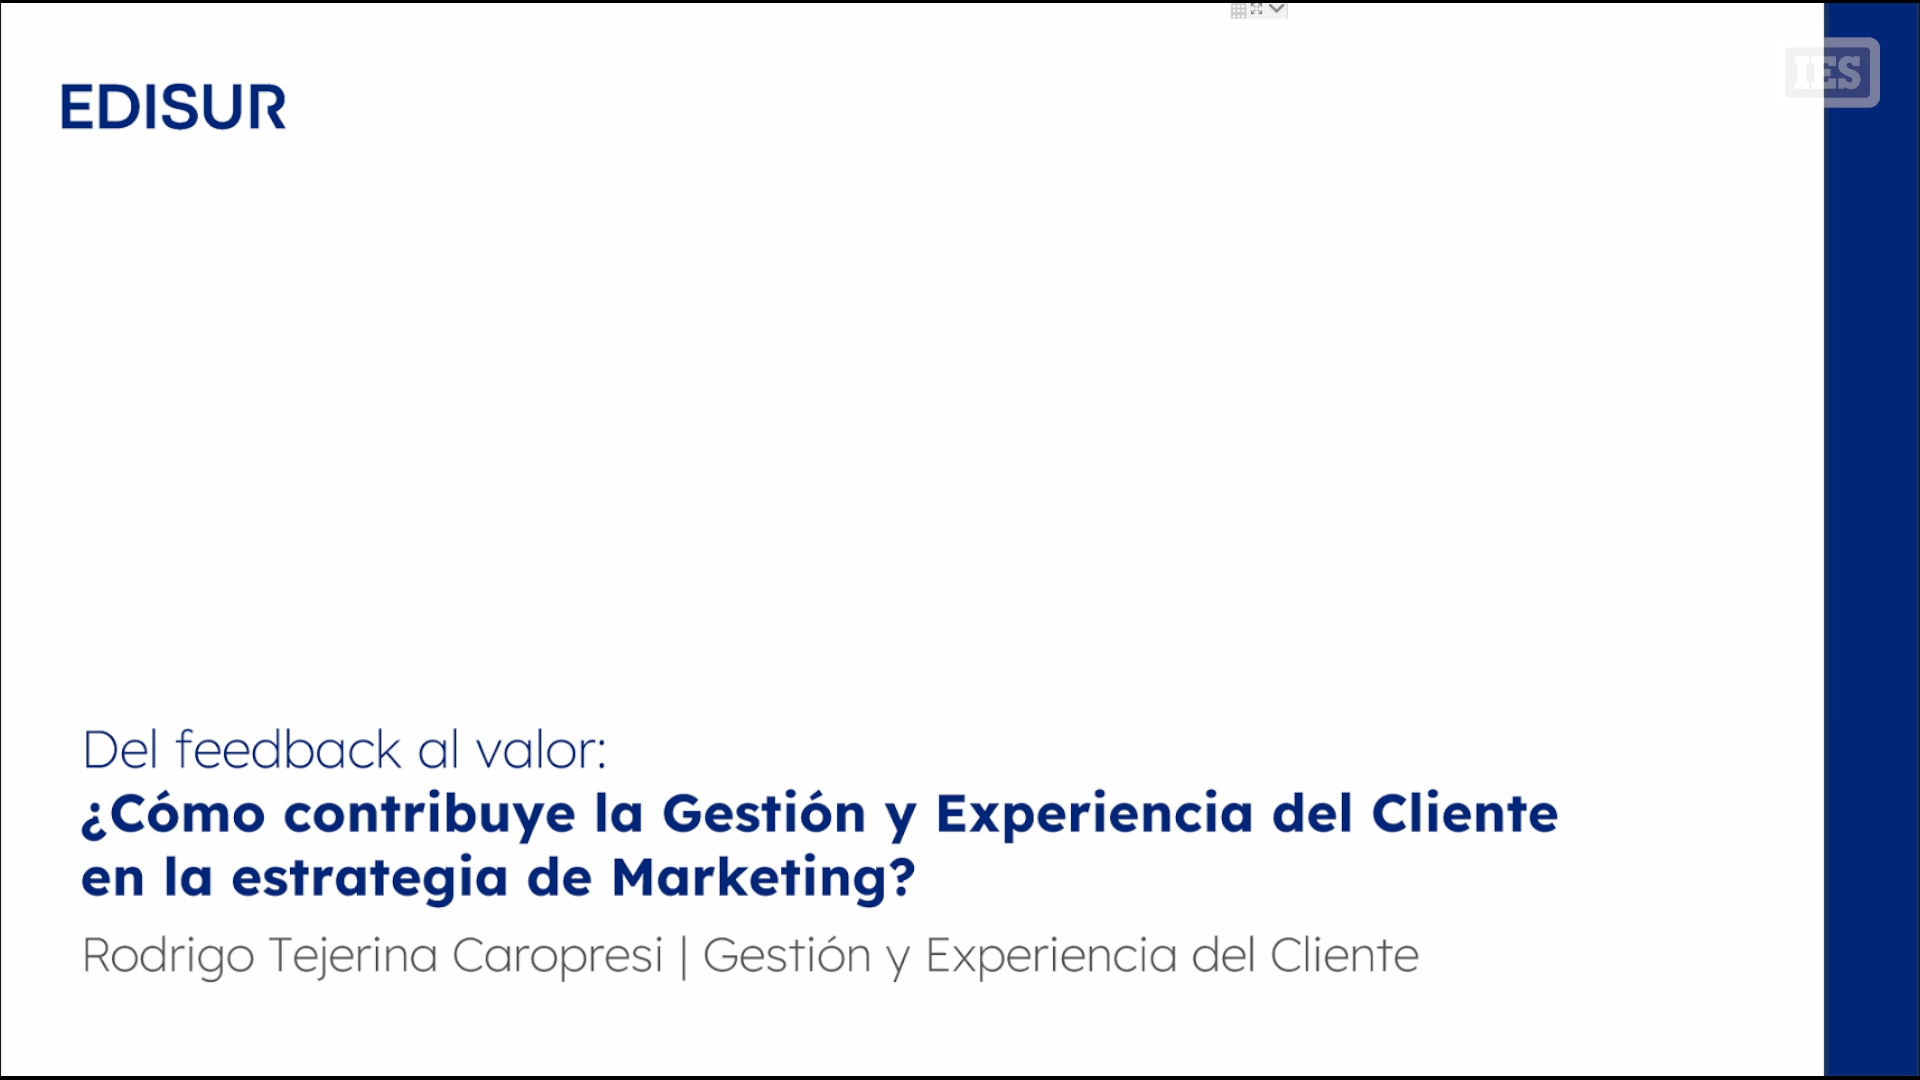 EDISUR
IES
Del feedback al valor:
¿Cómo contribuye la Gestión y Experiencia del Cliente
en la estrategia de Marketing?
Rodrigo Tejerina Caropresi | Gestión y Experiencia del Cliente